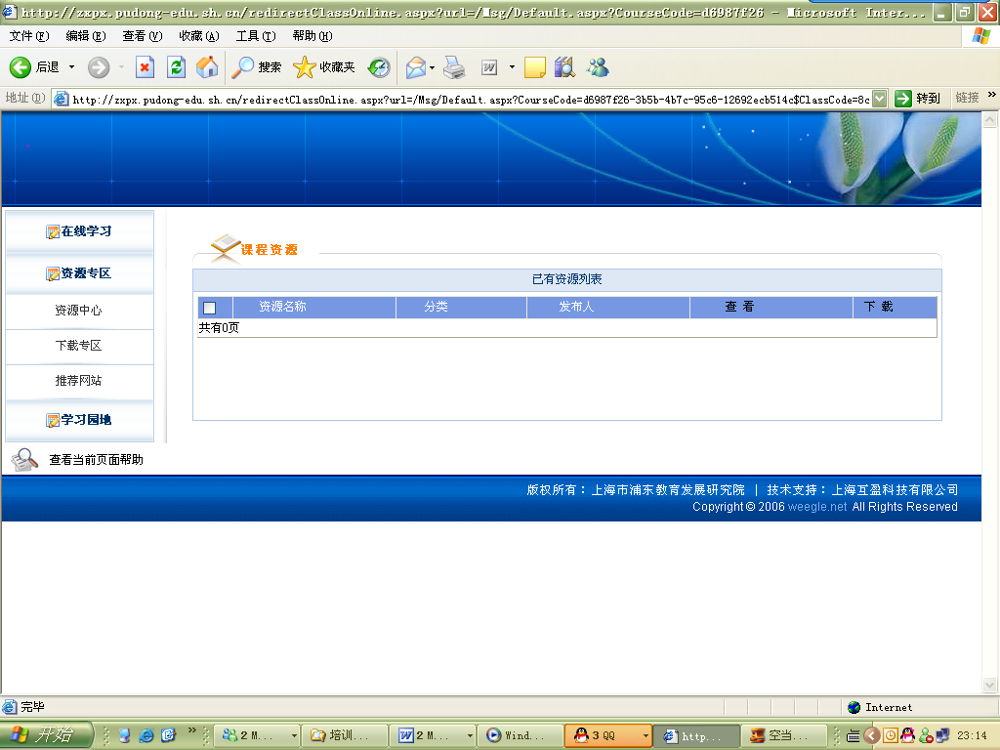 http://zxpx.pudong-edu.sh.cn/redirectClassOnline.aspx?url=/Msg/Default.aspx?CourseCode=d6987f26 - Microsoft Inter...
文件(F) 编辑(E) 查看(V) 收藏(A) 工具(T) 帮助(H)
后退 搜索 收藏夹
地址(D) http://zxpx.pudong-edu.sh.cn/redirectClassOnline.aspx?url=/Msg/Default.aspx?CourseCode=d6987f26-3b5b-4b7c-95c6-12692ecb514c$ClassCode=8c 转到 链接 »
在线学习
资源专区
资源中心
下载专区
推荐网站
学习园地
查看当前页面帮助
课程资源
已有资源列表
资源名称 分类 发布人 查 看 下 载
共有0页
版权所有：上海市浦东教育发展研究院 | 技术支持：上海互盈科技有限公司
Copyright © 2006 weegle.net All Rights Reserved
完毕 Internet
开始 » 2 M... 培训... 2 M... Wind... 3 QQ http... 空当... 23:14